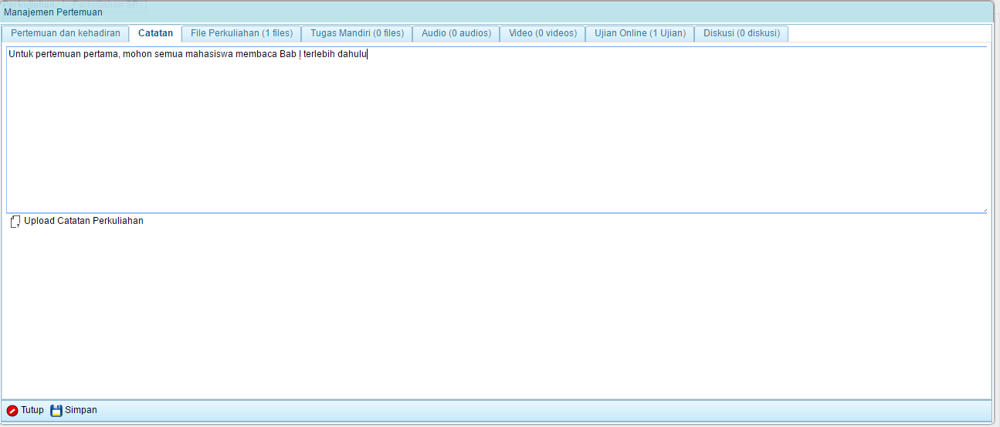 Manajemen Pertemuan
Pertemuan dan kehadiran Catatan File Perkuliahan (1 files) Tugas Mandiri (0 files) Audio (0 audios) Video (0 videos) Ujian Online (1 Ujian) Diskusi (0 diskusi)
Untuk pertemuan pertama, mohon semua mahasiswa membaca Bab I terlebih dahulu
Upload Catatan Perkuliahan
Tutup Simpan